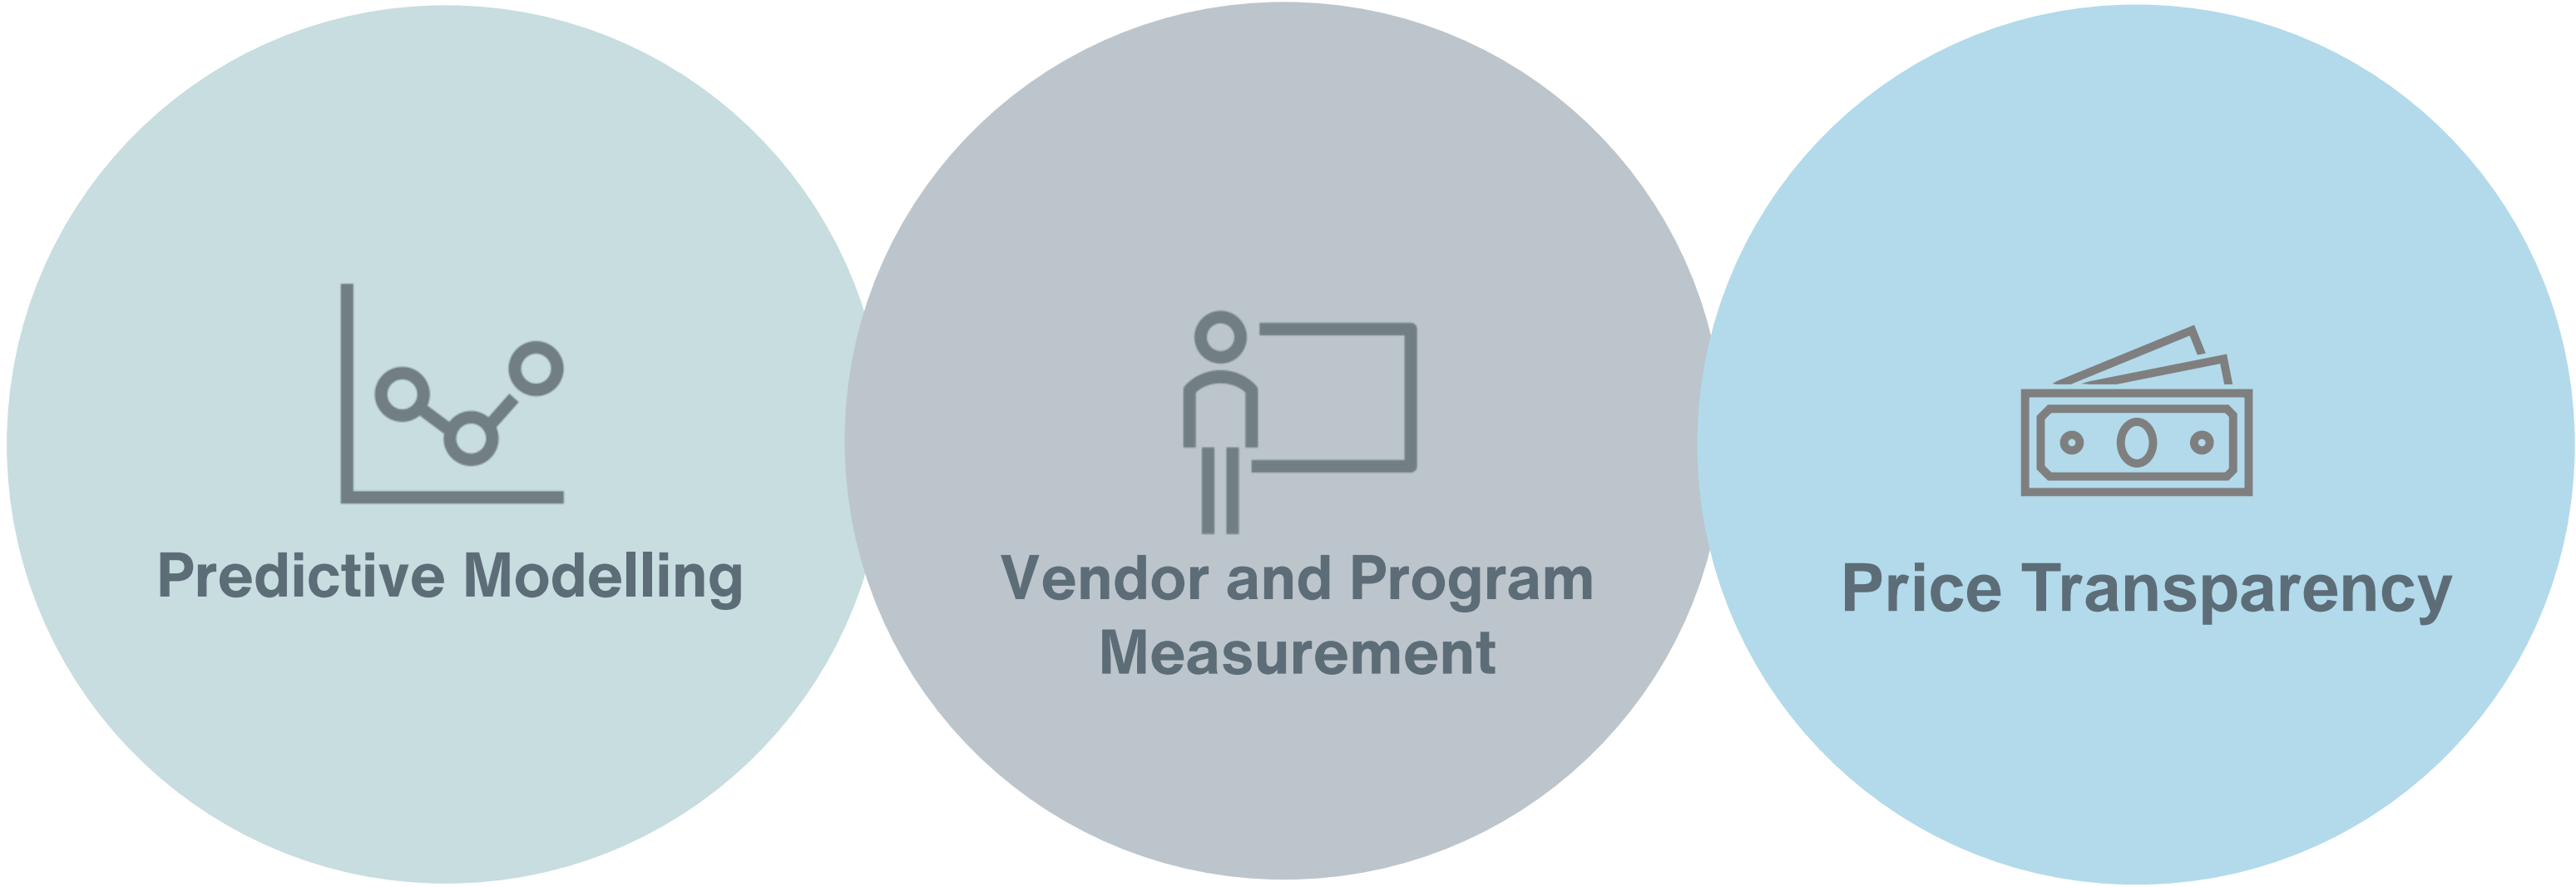 Predictive Modelling
Vendor and Program
Measurement
Price Transparency